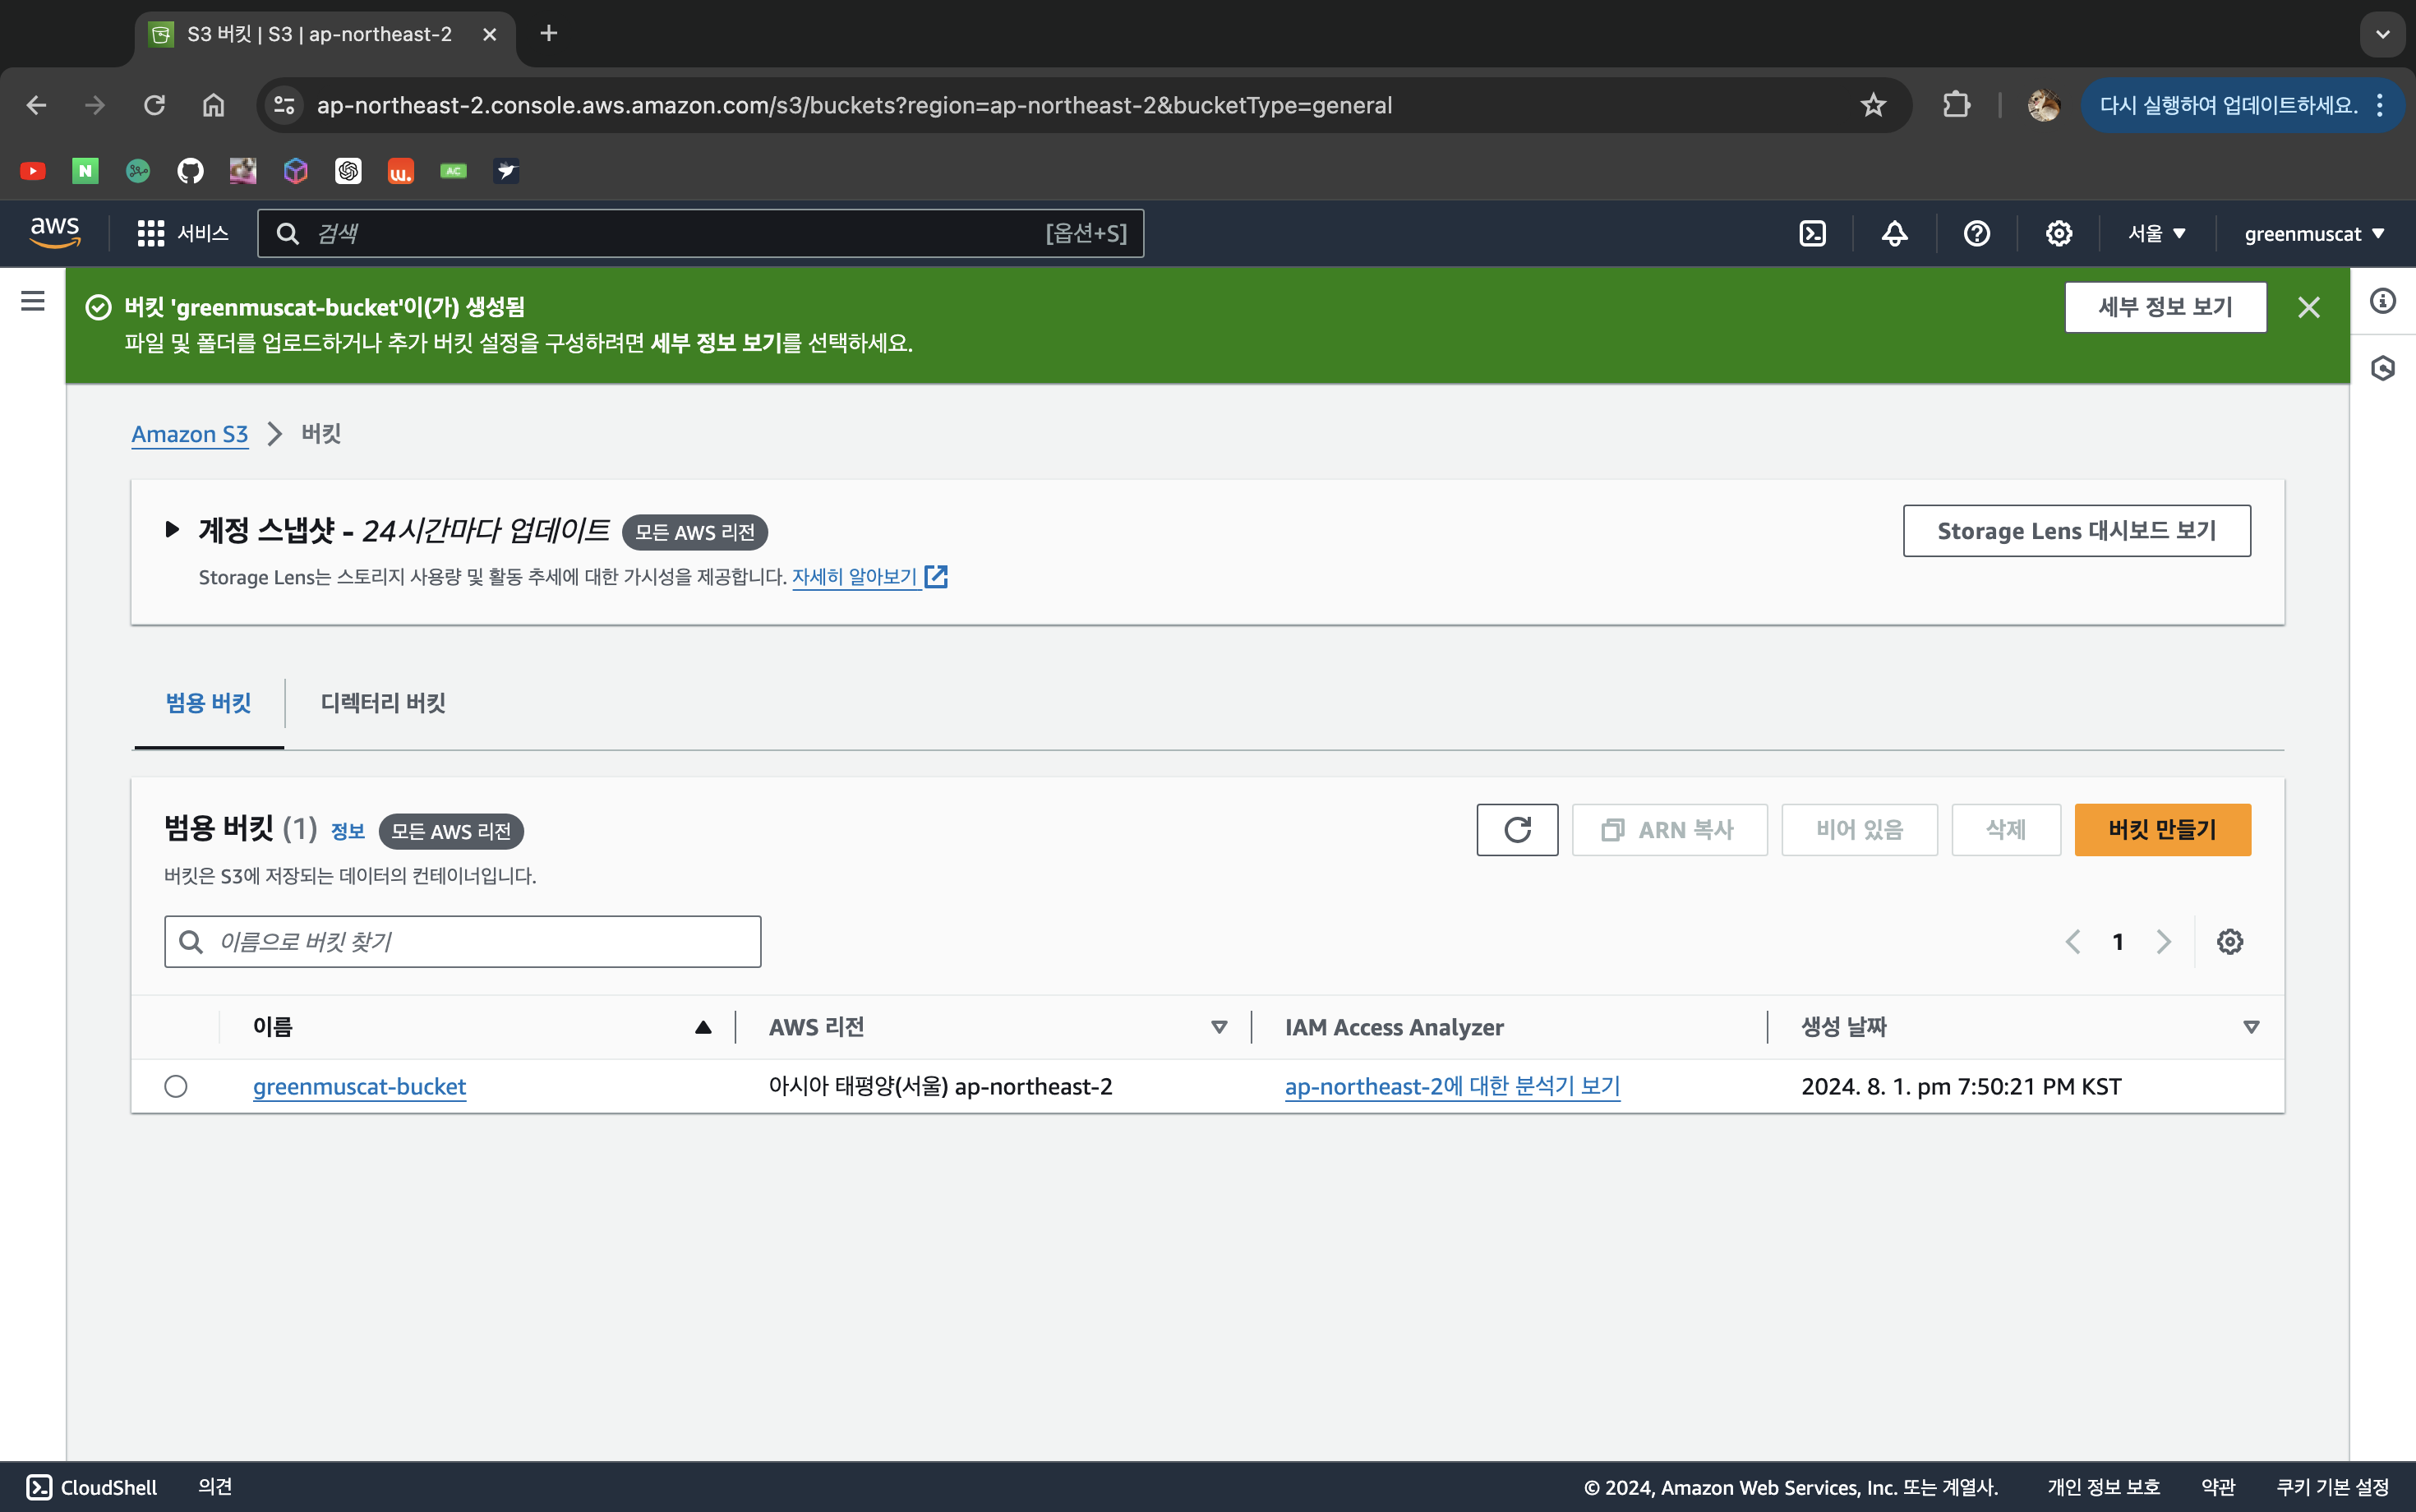 S3 버킷 | S3 | ap-northeast-2
ap-northeast-2.console.aws.amazon.com/s3/buckets?region=ap-northeast-2&bucketType=general
다시 실행하여 업데이트하세요.
N
w.
AC
aws
서비스
검색
[옵션+S]
서울
greenmuscat
버킷 'greenmuscat-bucket'이(가) 생성됨
파일 및 폴더를 업로드하거나 추가 버킷 설정을 구성하려면 세부 정보 보기를 선택하세요.
세부 정보 보기
Amazon S3
버킷
계정 스냅샷 - 24시간마다 업데이트
모든 AWS 리전
Storage Lens는 스토리지 사용량 및 활동 추세에 대한 가시성을 제공합니다. 자세히 알아보기
Storage Lens 대시보드 보기
범용 버킷
디렉터리 버킷
범용 버킷 (1) 정보
모든 AWS 리전
버킷은 S3에 저장되는 데이터의 컨테이너입니다.
ARN 복사
비어 있음
삭제
버킷 만들기
이름으로 버킷 찾기
1
이름
AWS 리전
IAM Access Analyzer
생성 날짜
greenmuscat-bucket
아시아 태평양(서울) ap-northeast-2
ap-northeast-2에 대한 분석기 보기
2024. 8. 1. pm 7:50:21 PM KST
CloudShell
의견
© 2024, Amazon Web Services, Inc. 또는 계열사.
개인 정보 보호
약관
쿠키 기본 설정